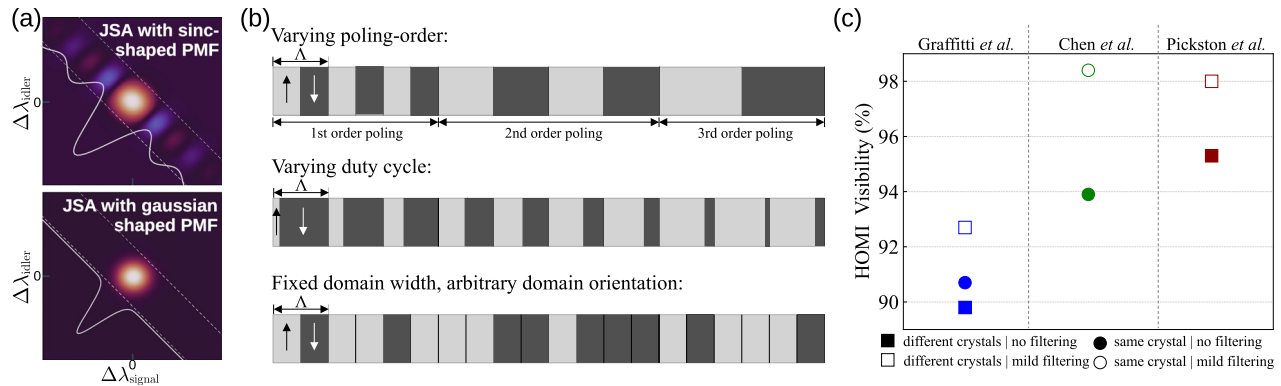 (a)
JSA with sinc-
shaped PMF
Δλidler
0
JSA with gaussian
shaped PMF
Δλidler
0
0
Δλsignal
(b)
Varying poling-order:
Λ
1st order poling
2nd order poling
3rd order poling
Varying duty cycle:
Λ
Fixed domain width, arbitrary domain orientation:
Λ
(c)
Graffitti et al.
Chen et al.
Pickston et al.
HOMI Visibility (%)
98
96
94
92
90
different crystals | no filtering
same crystal | no filtering
different crystals | mild filtering
same crystal | mild filtering